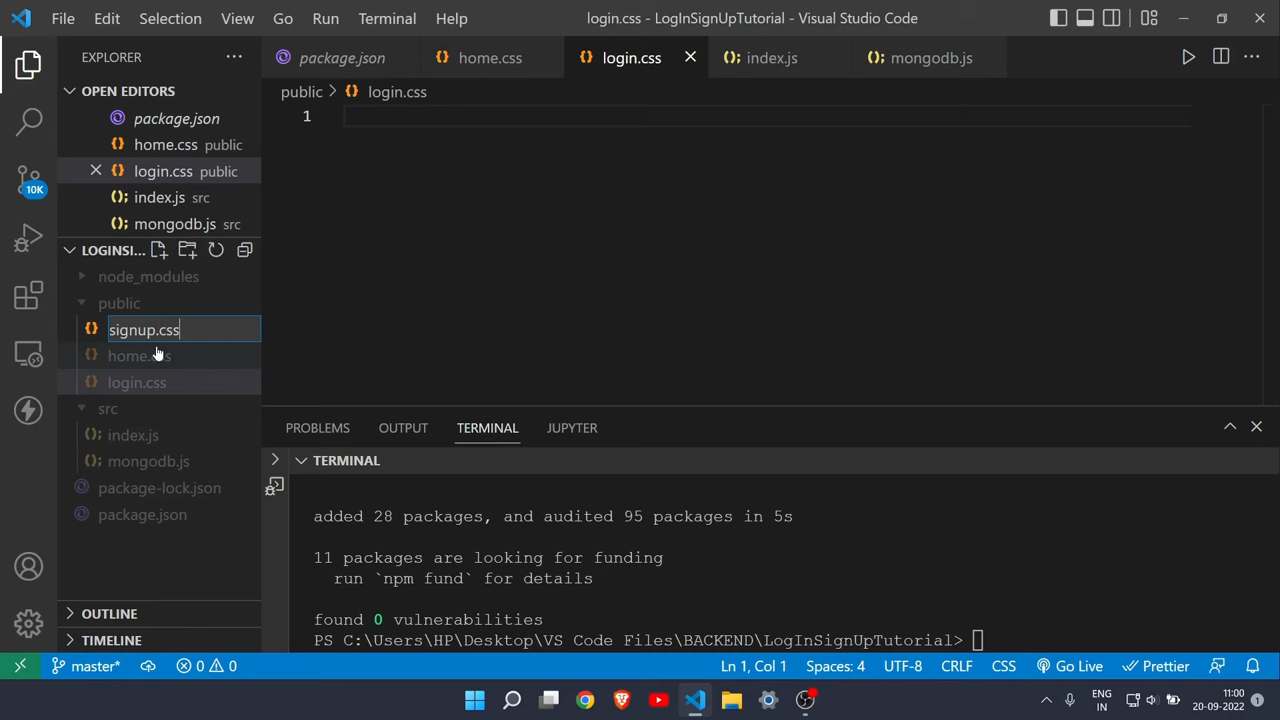 File Edit Selection View Go Run Terminal Help login.css - LogInSignUpTutorial - Visual Studio Code
EXPLORER
package.json home.css login.css index.js mongodb.js
OPEN EDITORS
public > login.css
package.json
1
home.css public
login.css public
10K
index.js src
mongodb.js src
LOGINSI...
node_modules
public
signup.css
home.css
login.css
src
index.js
mongodb.js
package-lock.json
package.json
OUTLINE
TIMELINE
PROBLEMS OUTPUT TERMINAL JUPYTER
TERMINAL
added 28 packages, and audited 95 packages in 5s
11 packages are looking for funding
run `npm fund` for details
found 0 vulnerabilities
PS C:\Users\HP\Desktop\VS Code Files\BACKEND\LogInSignUpTutorial>
master* 0 0 Ln 1, Col 1 Spaces: 4 UTF-8 CRLF CSS Go Live Prettier
ENG
IN
11:00
20-09-2022
1